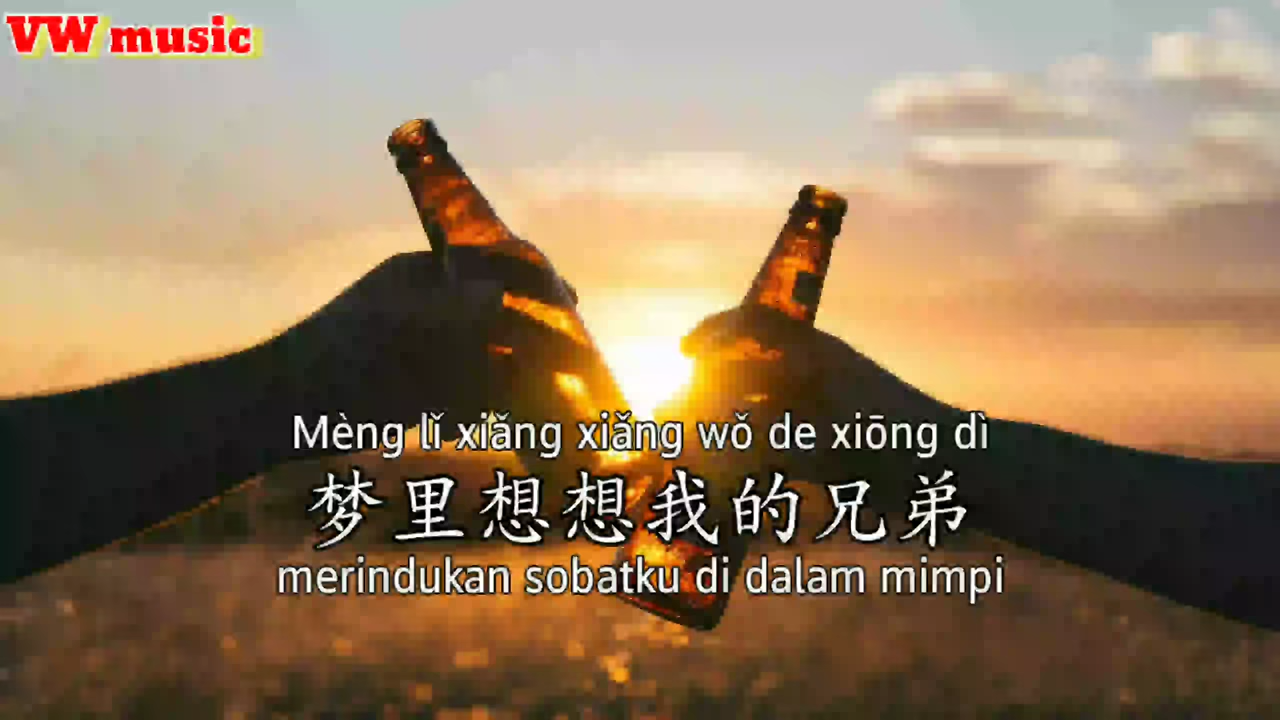 VW music
Mèng lǐ xiǎng xiǎng wǒ de xiōng dì
梦里想想我的兄弟
merindukan sobatku di dalam mimpi